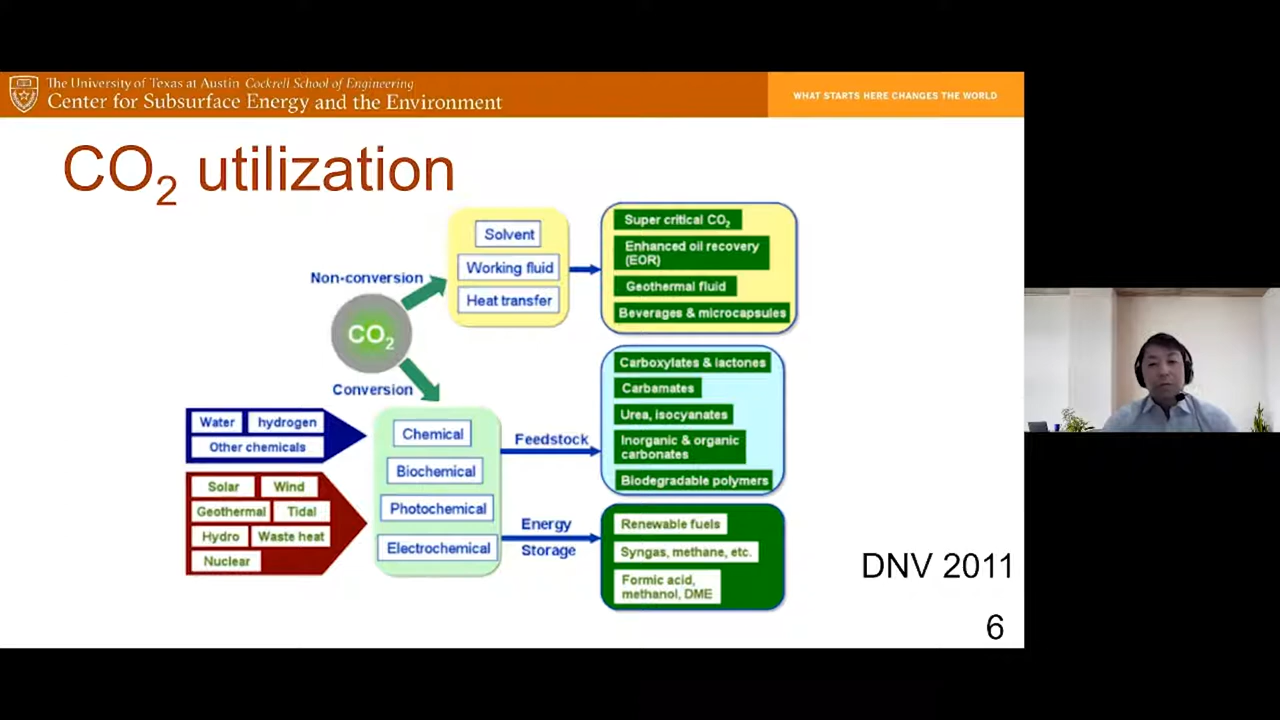 The University of Texas at Austin Cockrell School of Engineering
Center for Subsurface Energy and the Environment
WHAT STARTS HERE CHANGES THE WORLD
CO₂ utilization
Non-conversion
CO₂
Conversion
Solvent
Working fluid
Heat transfer
Super critical CO₂
Enhanced oil recovery
(EOR)
Geothermal fluid
Beverages & microcapsules
Water
hydrogen
Other chemicals
Solar
Wind
Geothermal
Tidal
Hydro
Waste heat
Nuclear
Chemical
Biochemical
Photochemical
Electrochemical
Feedstock
Carboxylates & lactones
Carbamates
Urea, isocyanates
Inorganic & organic
carbonates
Biodegradable polymers
Energy
Storage
Renewable fuels
Syngas, methane, etc.
Formic acid,
methanol, DME
DNV 2011
6